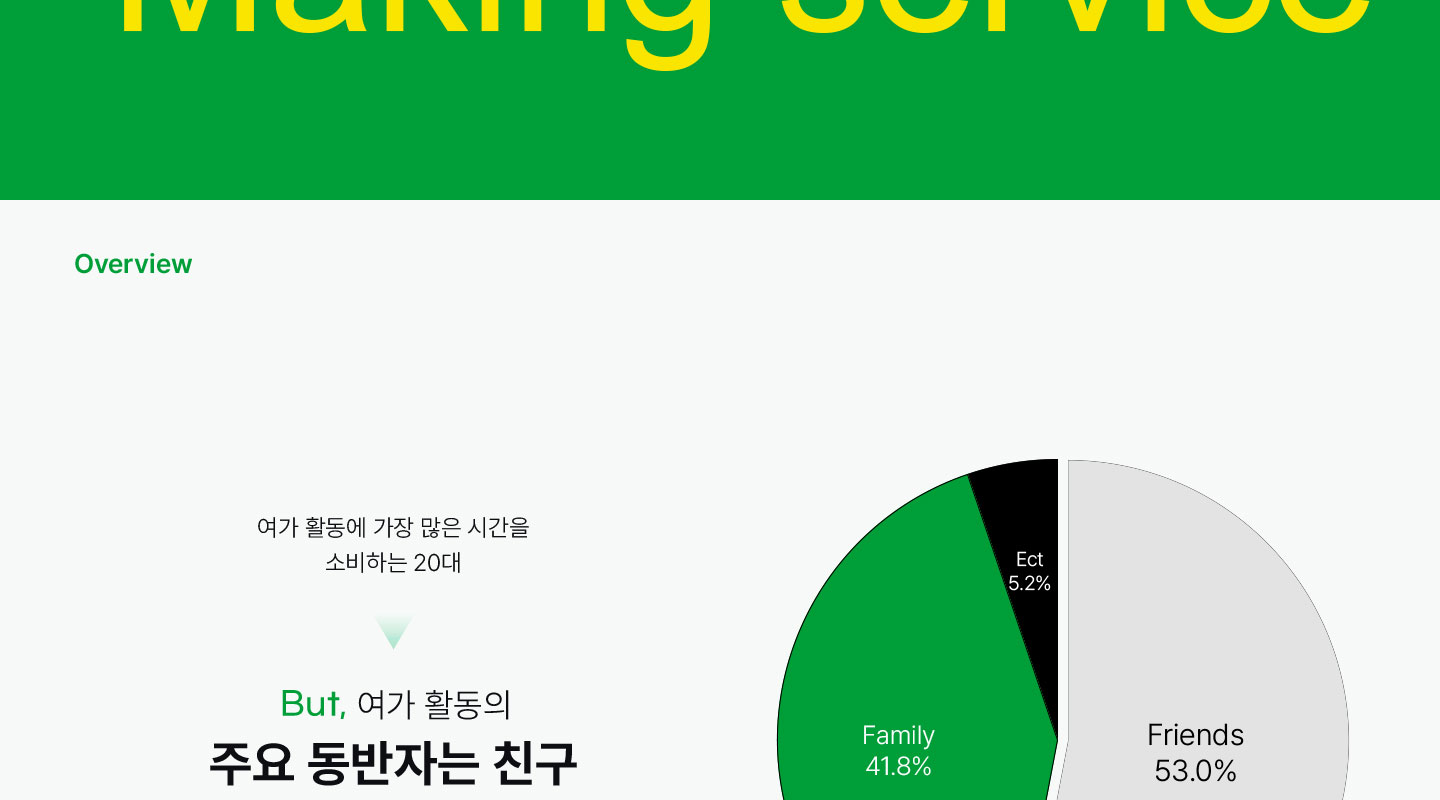 Making service
Overview
여가 활동에 가장 많은 시간을
소비하는 20대
But, 여가 활동의
주요 동반자는 친구
Ect
5.2%
Family
41.8%
Friends
53.0%